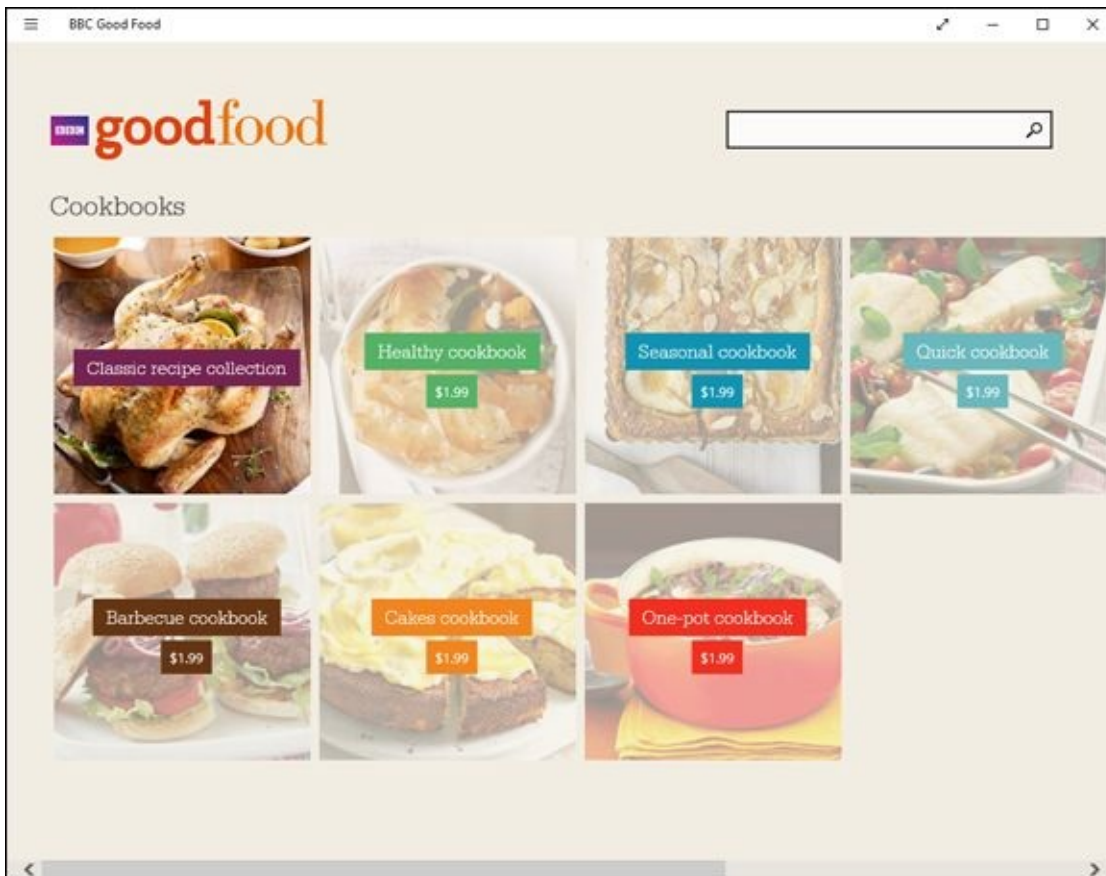 BBC Good Food
BBC goodfood
Cookbooks
Classic recipe collection
Healthy cookbook
$1.99
Seasonal cookbook
$1.99
Quick cookbook
$1.99
Barbecue cookbook
$1.99
Cakes cookbook
$1.99
One-pot cookbook
$1.99